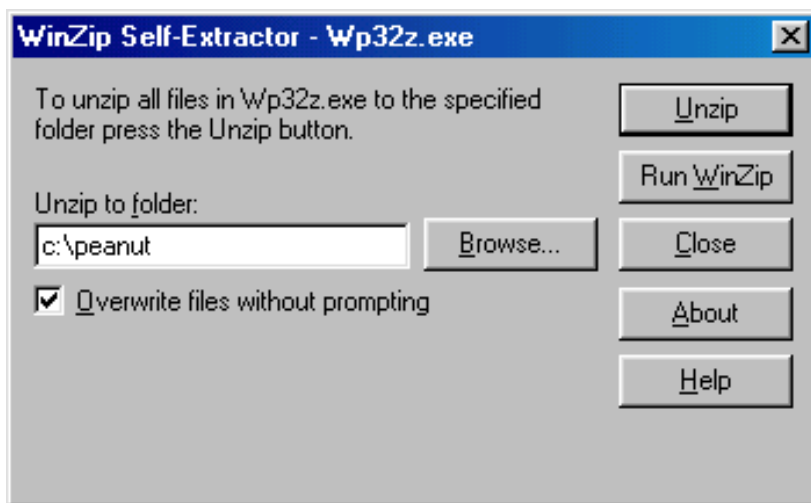 WinZip Self-Extractor - Wp32z.exe
To unzip all files in Wp32z.exe to the specified
folder press the Unzip button.
Unzip
Run WinZip
Unzip to folder:
c:\peanut
Browse...
Close
Overwrite files without prompting
About
Help